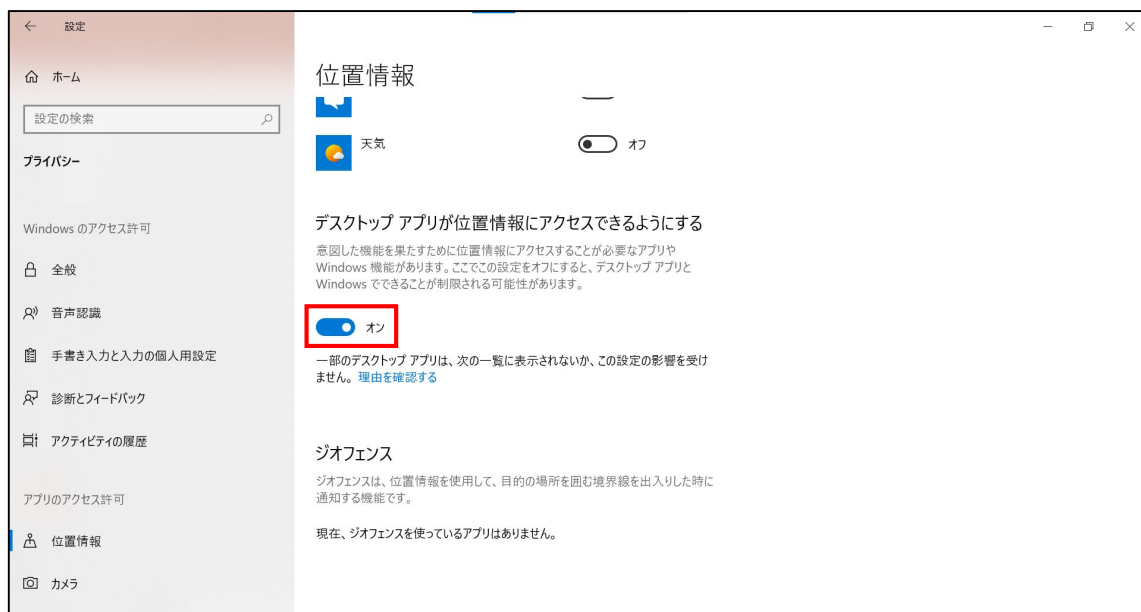 設定
ホーム
設定の検索
プライバシー
Windows のアクセス許可
全般
音声認識
手書き入力と入力の個人用設定
診断とフィードバック
アクティビティの履歴
アプリのアクセス許可
位置情報
カメラ
位置情報
天気
オフ
デスクトップ アプリが位置情報にアクセスできるようにする
意図した機能を果たすために位置情報にアクセスすることが必要なアプリや
Windows 機能があります。ここでこの設定をオフにすると、デスクトップ アプリと
Windows でできることが制限される可能性があります。
オン
一部のデスクトップ アプリは、次の一覧に表示されないか、この設定の影響を受け
ません。 理由を確認する
ジオフェンス
ジオフェンスは、位置情報を使用して、目的の場所を囲む境界線を出入りした時に
通知する機能です。
現在、ジオフェンスを使っているアプリはありません。